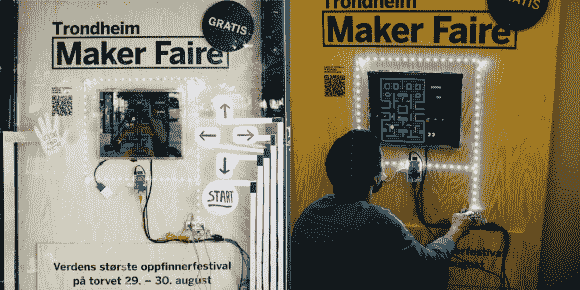 GRATIS
Trondheim
Maker Faire
START
Verdens største oppfinnerfestival
på torvet 29. – 30. august
Trondheim
GRATIS
Maker Faire